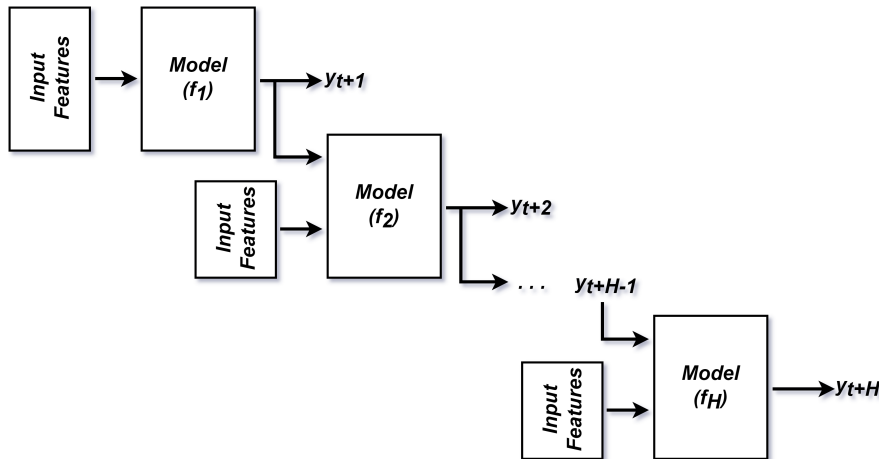 Input
Features
Model
(f1)
yt+1
Input
Features
Model
(f2)
yt+2
. . .
yt+H-1
Input
Features
Model
(fH)
yt+H